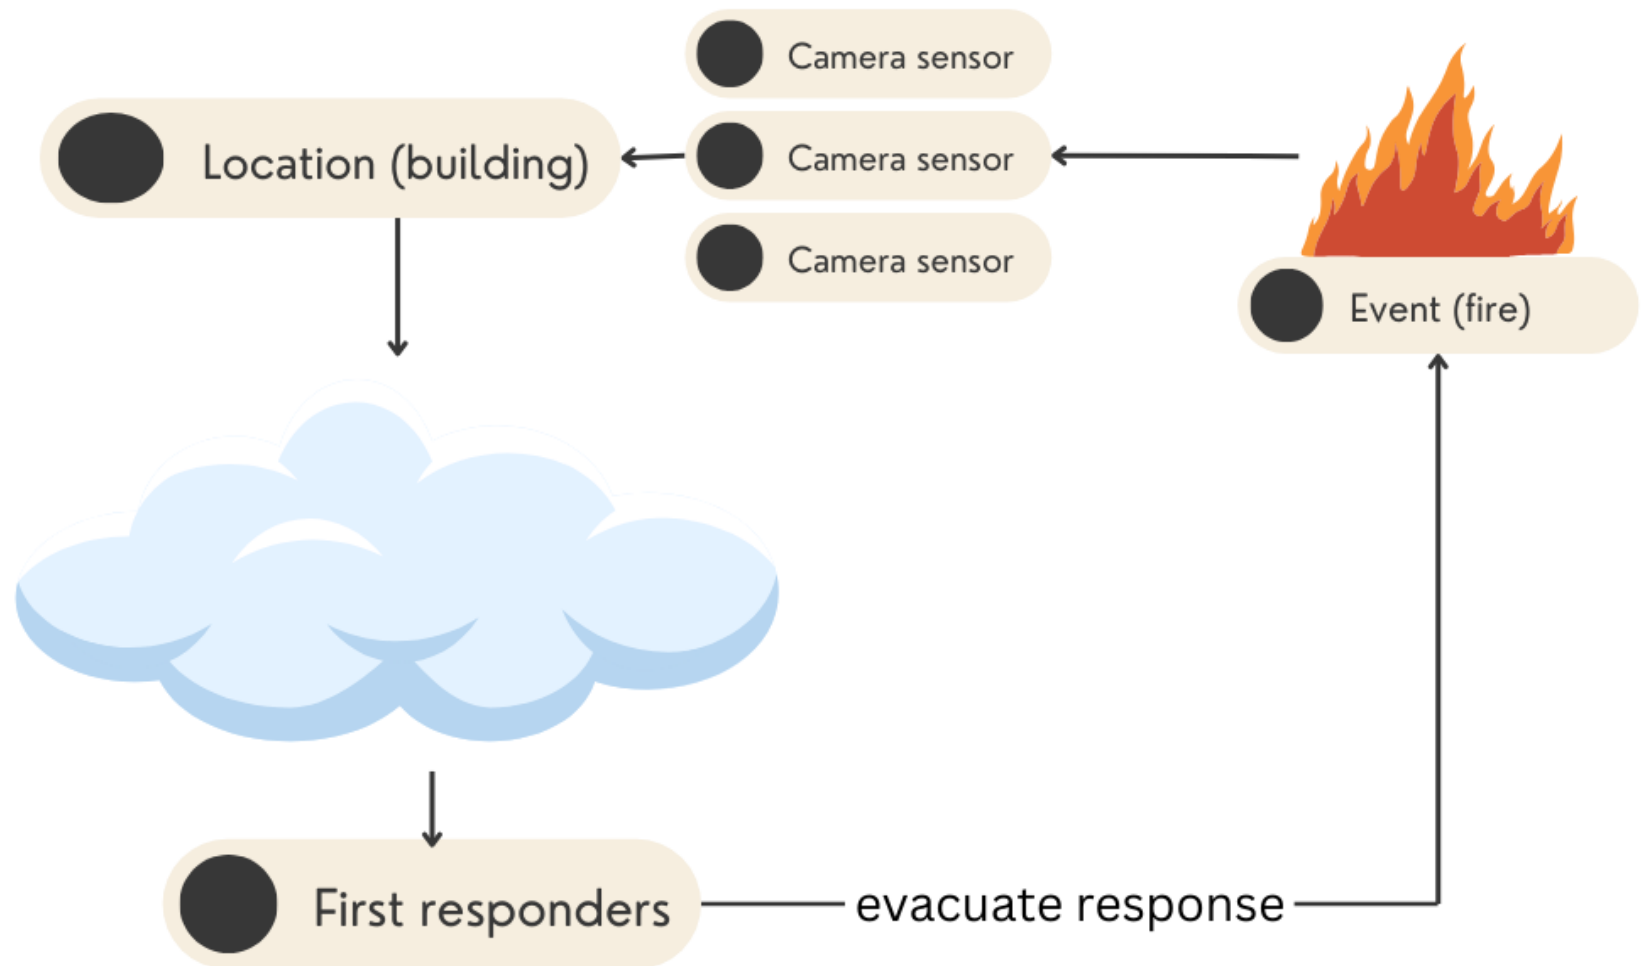 Camera sensor
Location (building)
Camera sensor
Camera sensor
Event (fire)
First responders
evacuate response